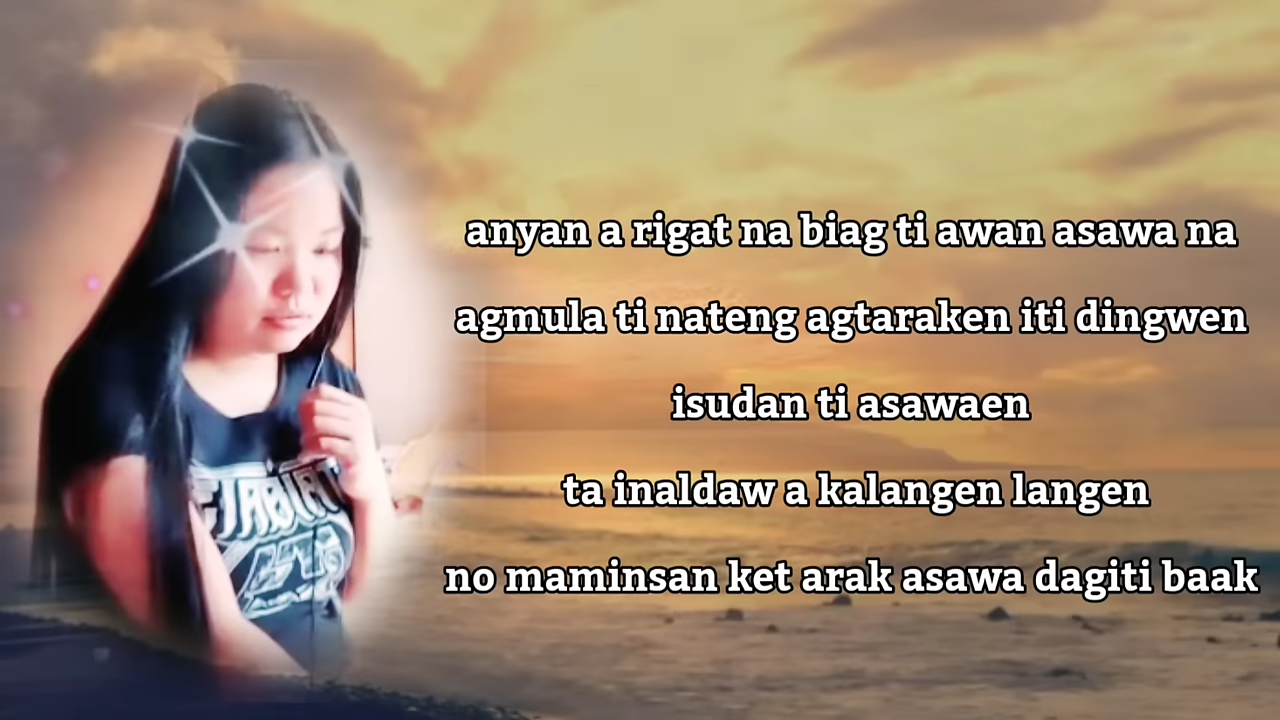 anyan a rigat na biag ti awan asawa na
agmula ti nateng agtaraken iti dingwen
isudan ti asawaen
ta inaldaw a kalangen langen
no maminsan ket arak asawa dagiti baak